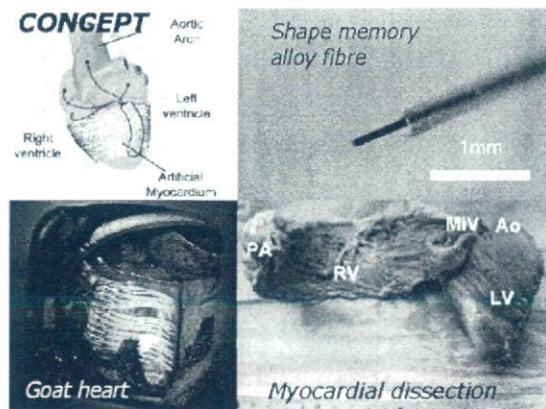 CONCEPT
Aortic
Arch
Left
ventricle
Right
ventricle
Artificial
Myocardium
Shape memory
alloy fibre
1mm
Goat heart
PA
RV
MiV
Ao
LV
Myocardial dissection